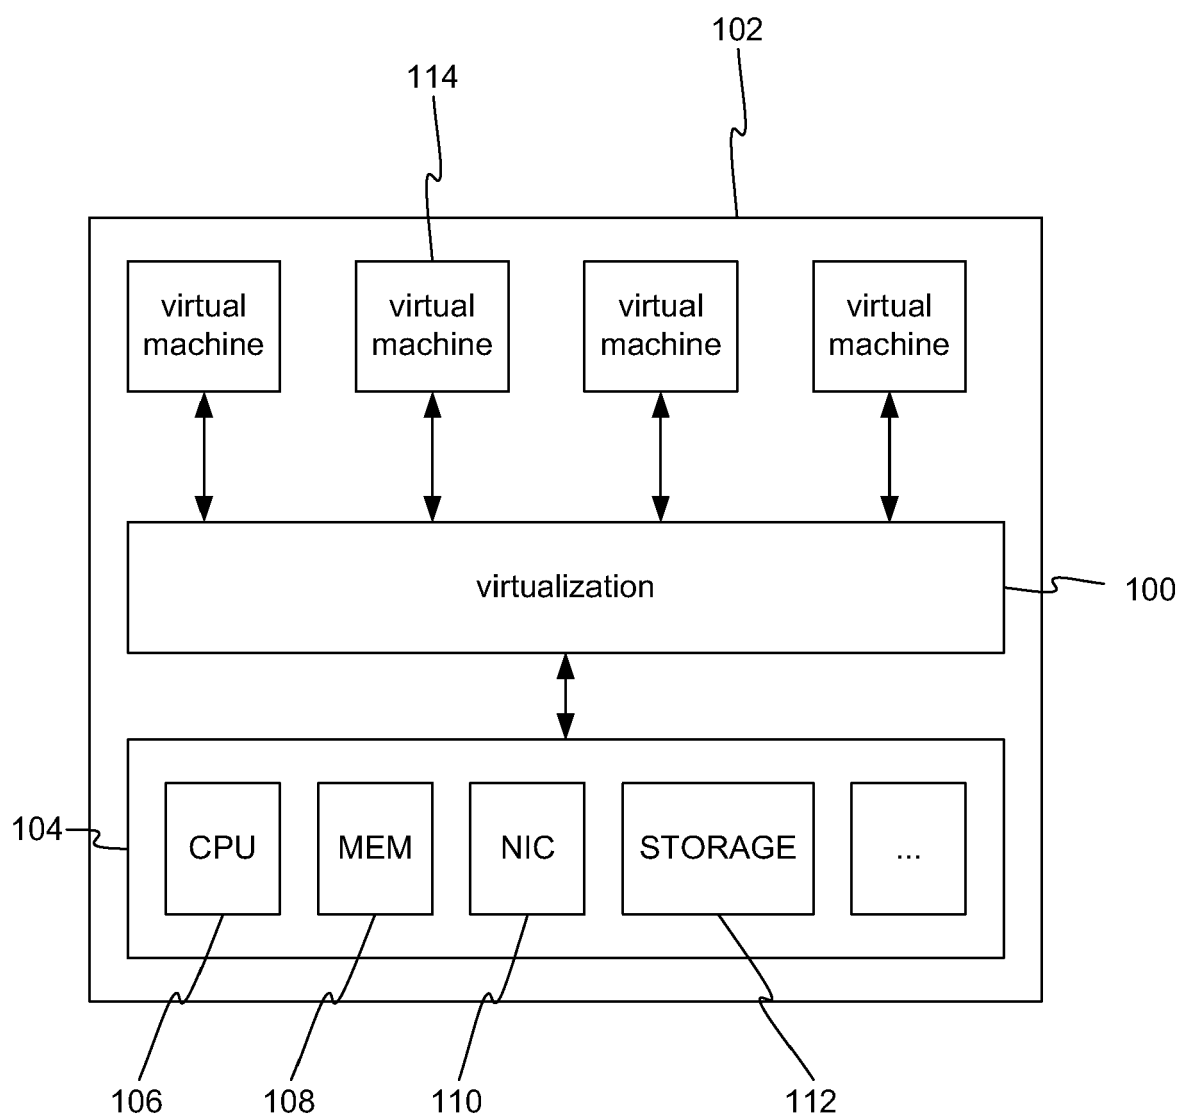 102
114
virtual
machine
virtual
machine
virtual
machine
virtual
machine
virtualization
100
104
CPU
MEM
NIC
STORAGE
...
106
108
110
112